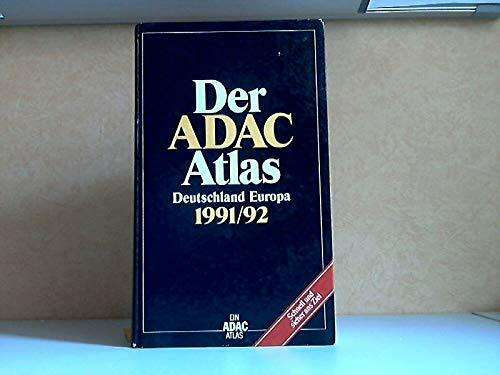 Der
ADAC
Atlas
Deutschland Europa
1991/92
Schnell und
sicher ans Ziel
EIN
ADAC
ATLAS